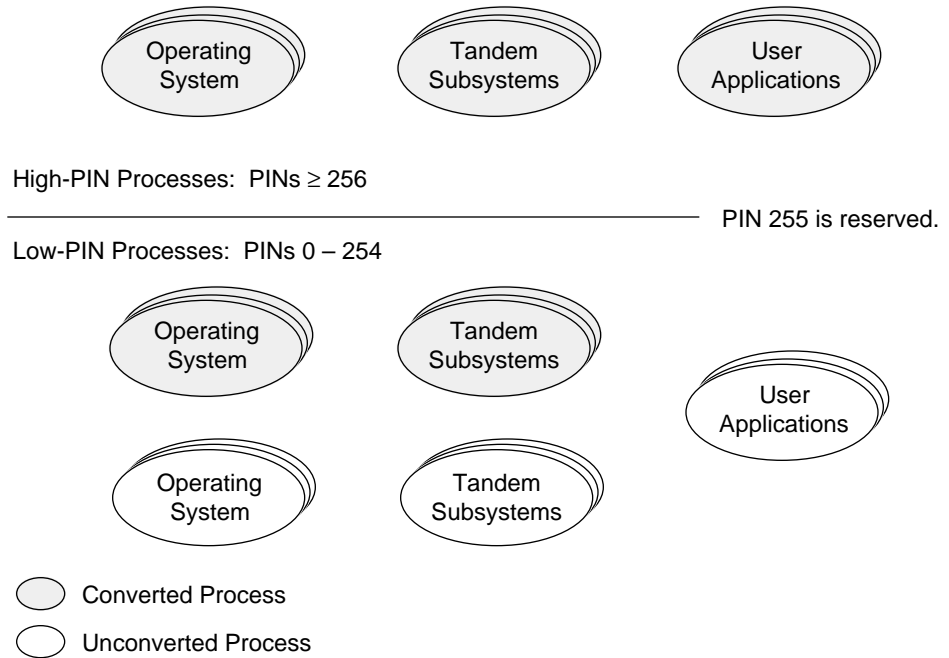 Operating
System
Tandem
Subsystems
User
Applications
High-PIN Processes: PINs ≥ 256
PIN 255 is reserved.
Low-PIN Processes: PINs 0 – 254
Operating
System
Tandem
Subsystems
User
Applications
Operating
System
Tandem
Subsystems
Converted Process
Unconverted Process